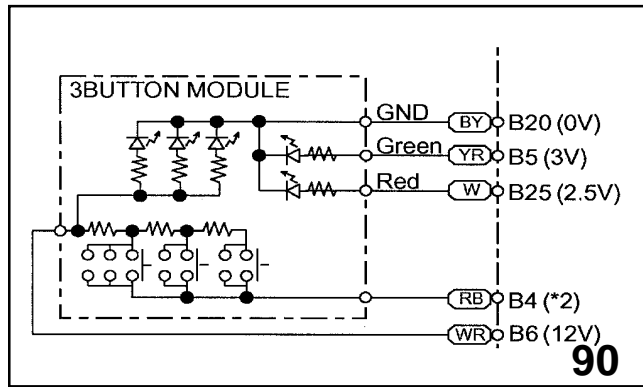 3BUTTON MODULE
GND BY B20 (0V)
Green YR B5 (3V)
Red W B25 (2.5V)
RB B4 (*2)
WR B6 (12V)
90